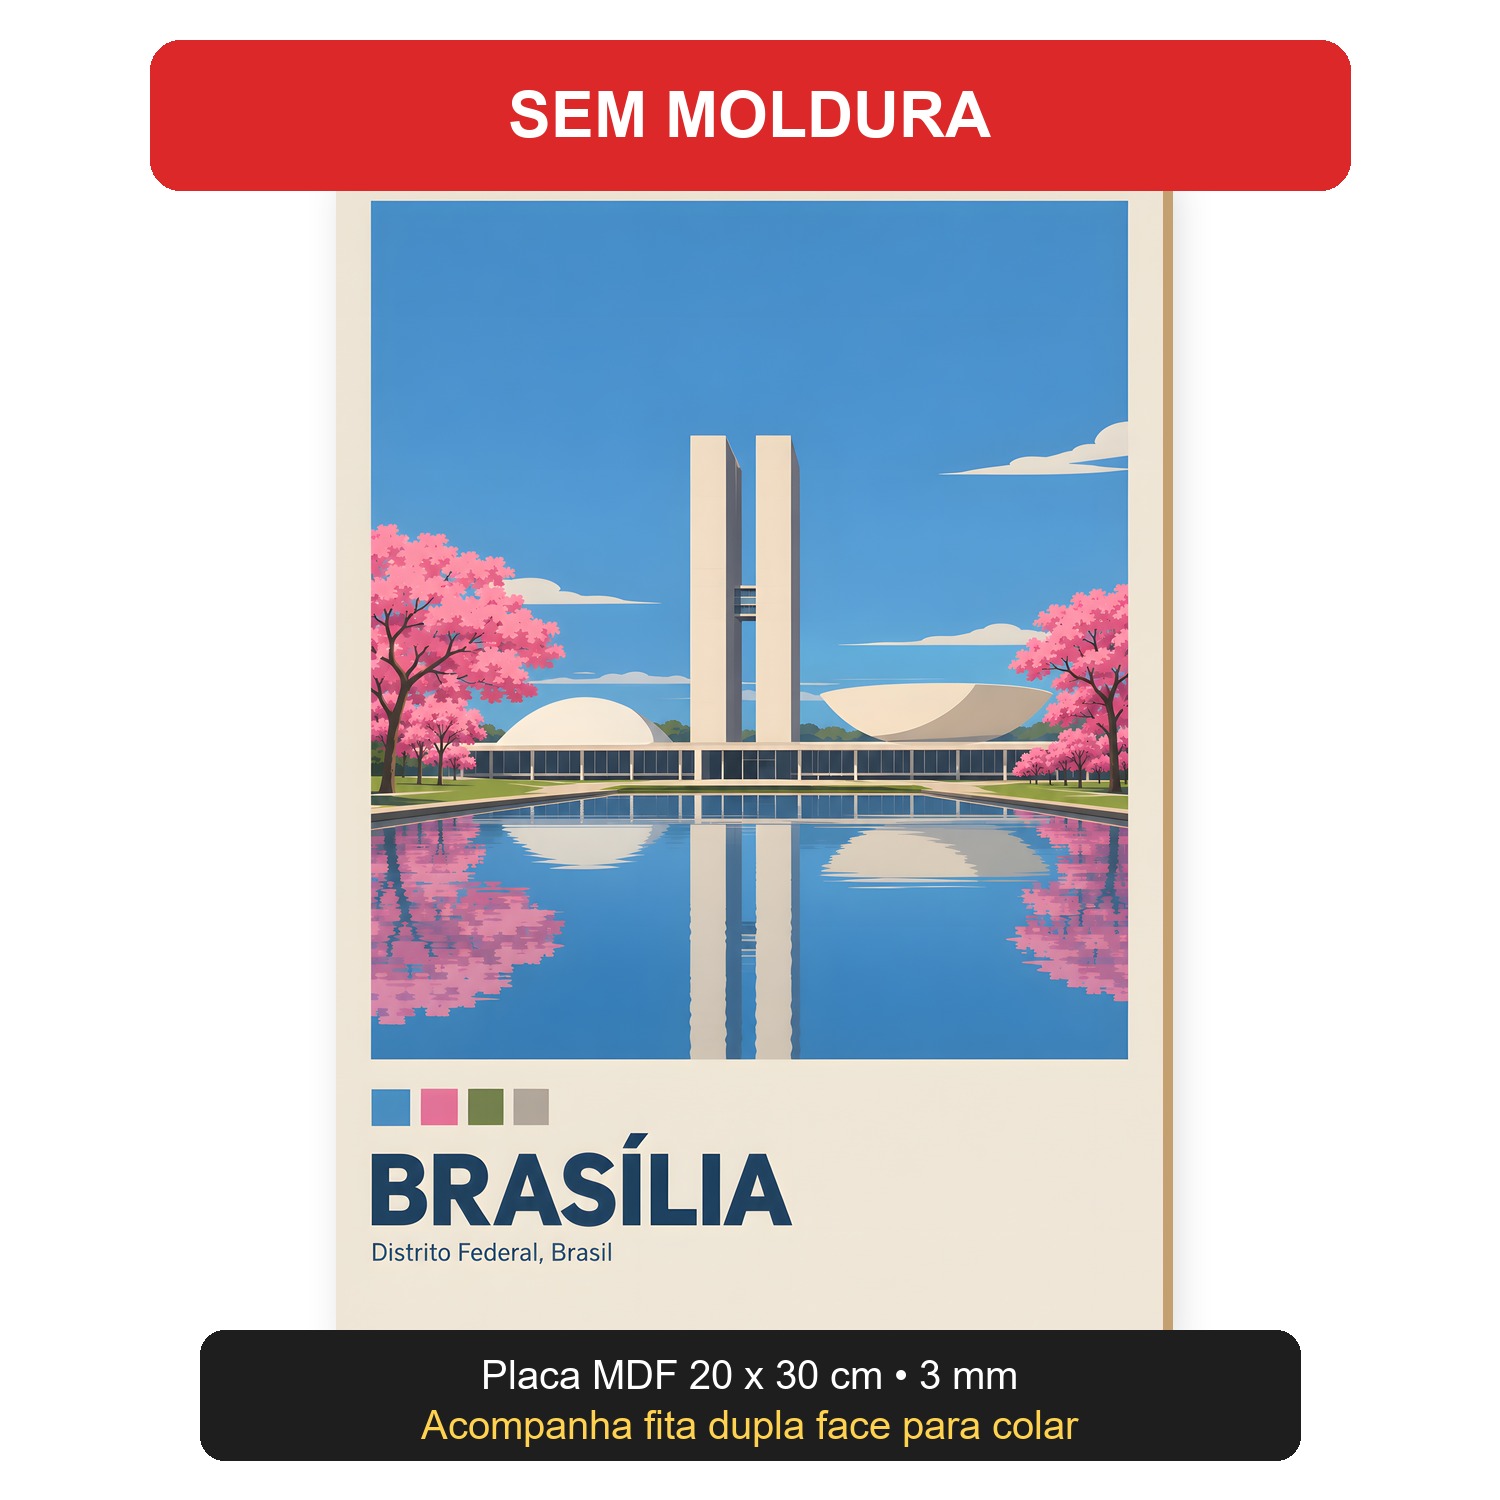 SEM MOLDURA
BRASÍLIA
Distrito Federal, Brasil
Placa MDF 20 x 30 cm • 3 mm
Acompanha fita dupla face para colar